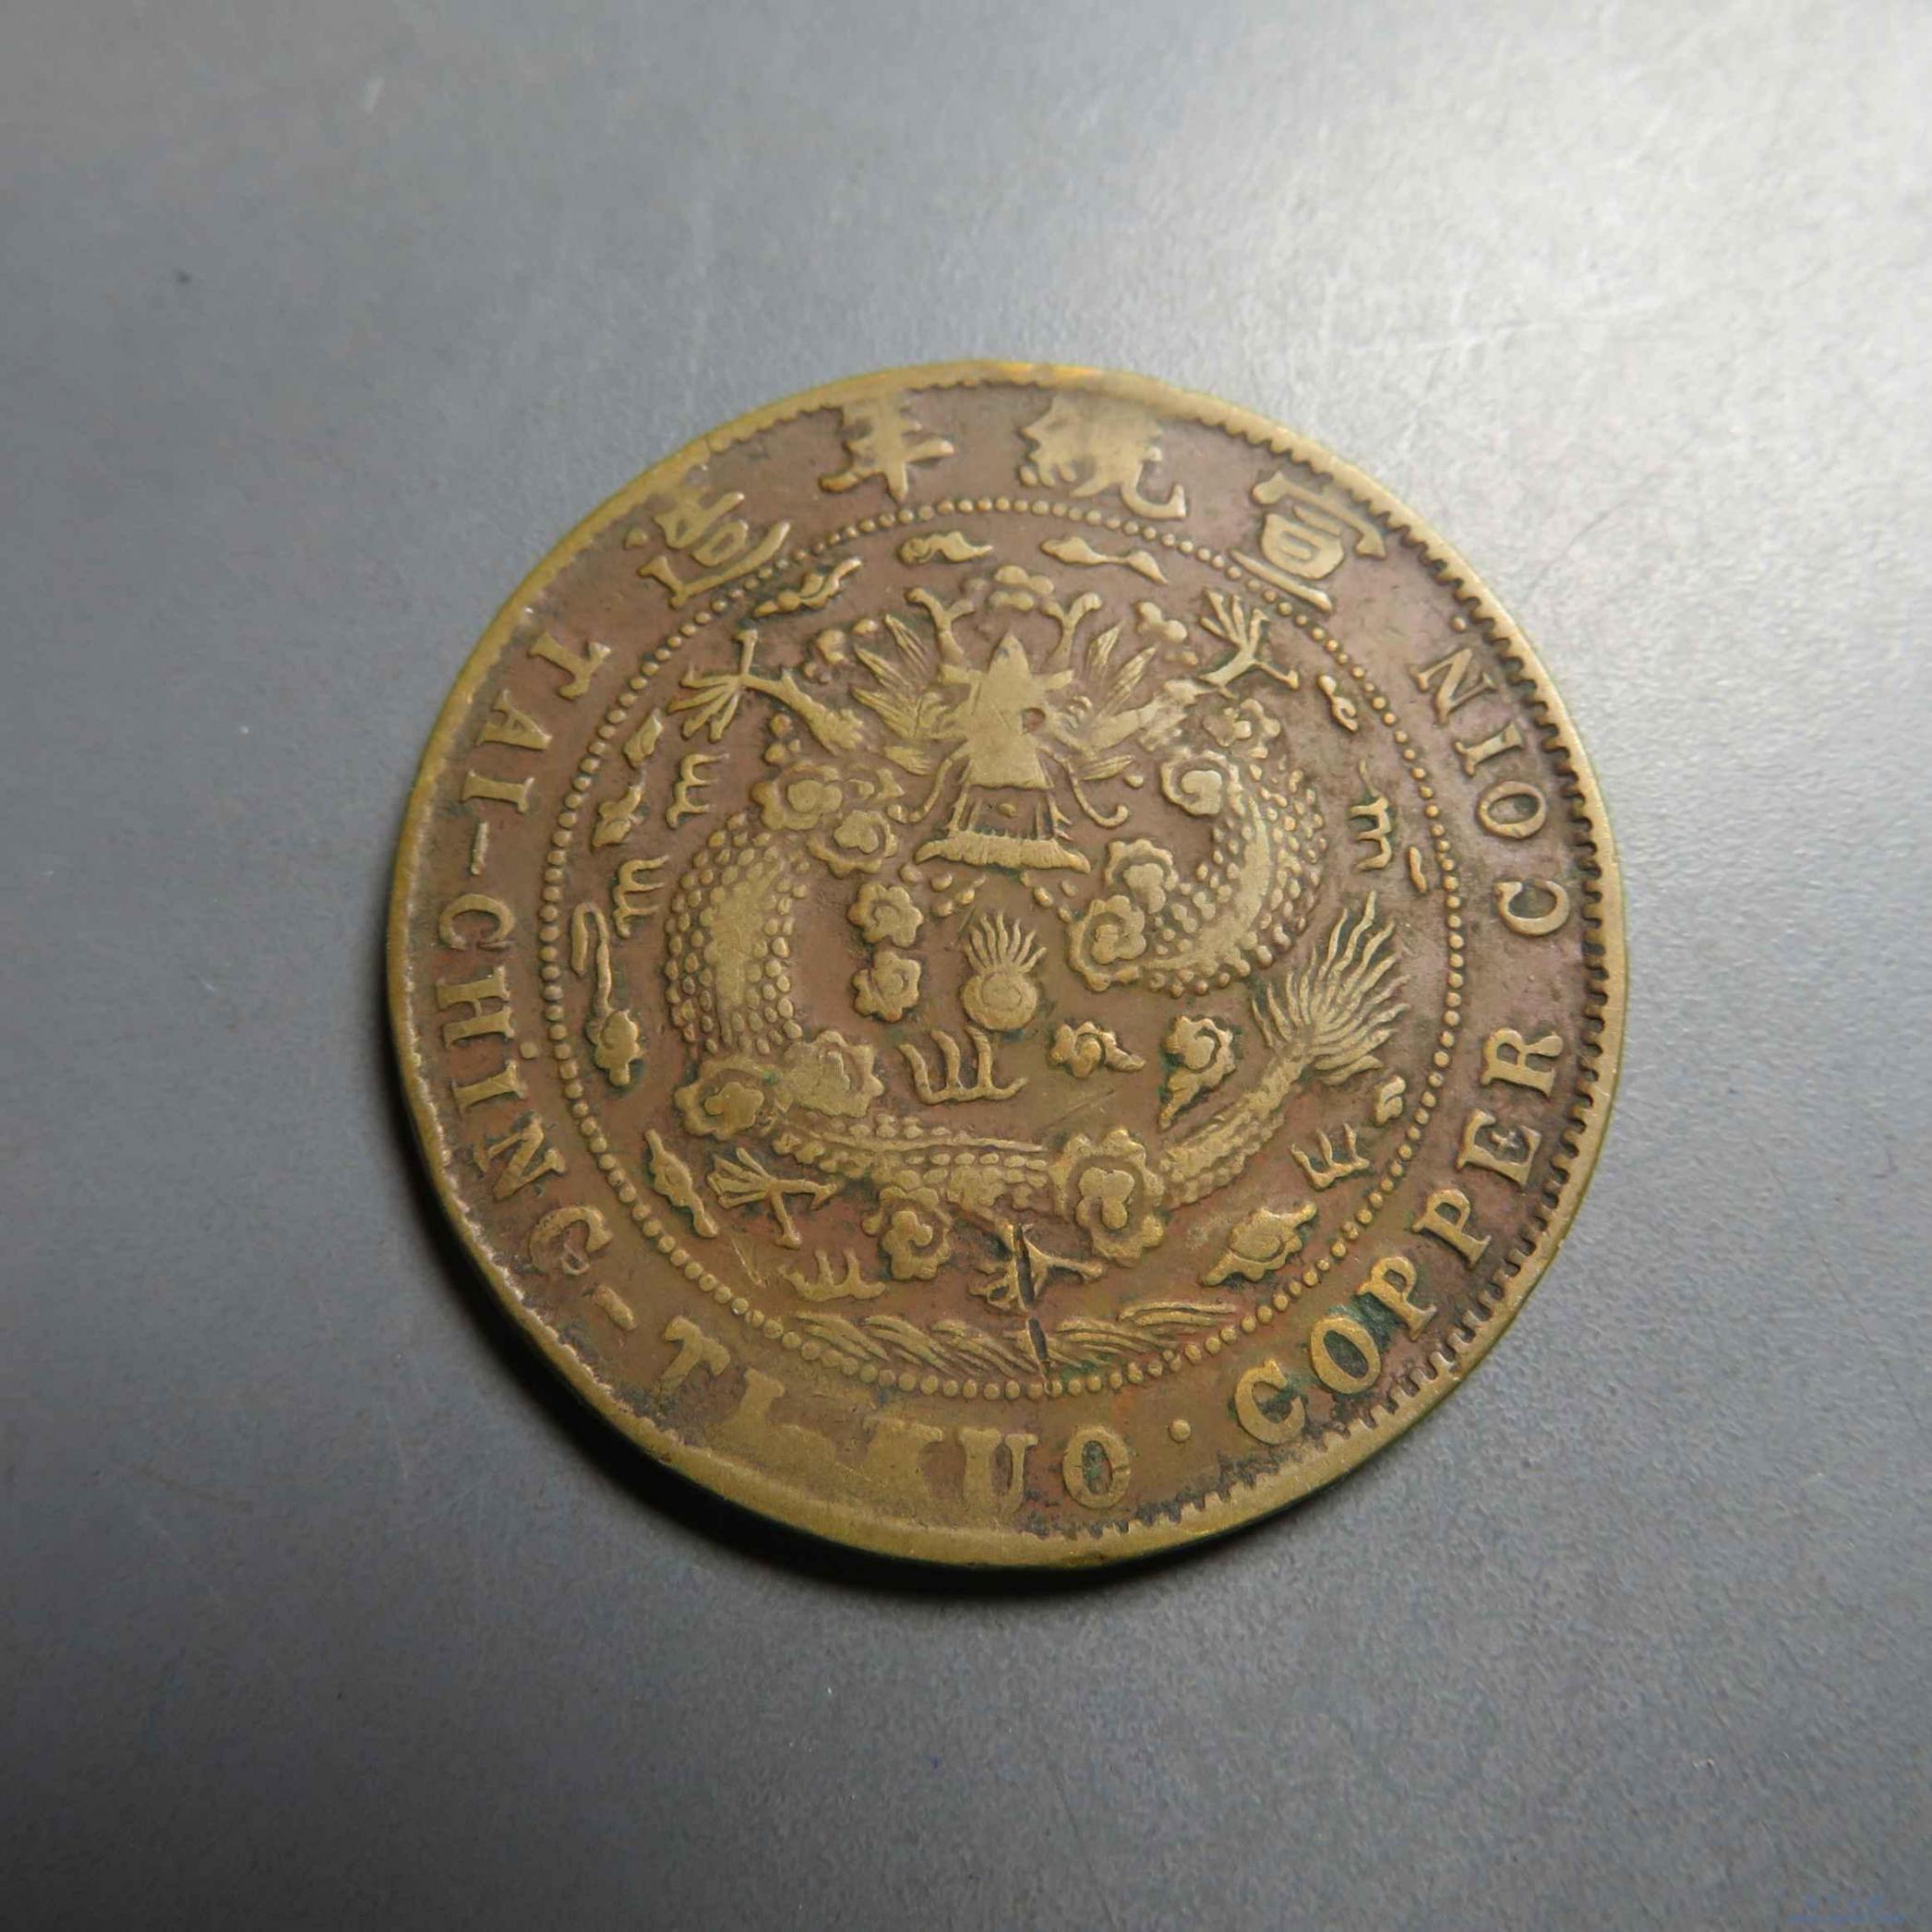 宣統年造
TAI-CHING-TI-KUO · COPPER COIN